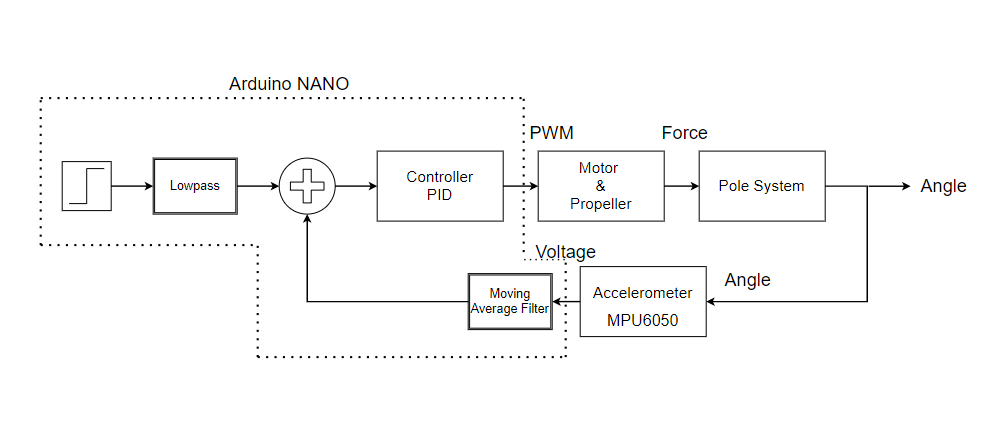 Arduino NANO
PWM
Force
Lowpass
Controller
PID
Motor
&
Propeller
Pole System
Angle
Voltage
Moving
Average Filter
Accelerometer
MPU6050
Angle